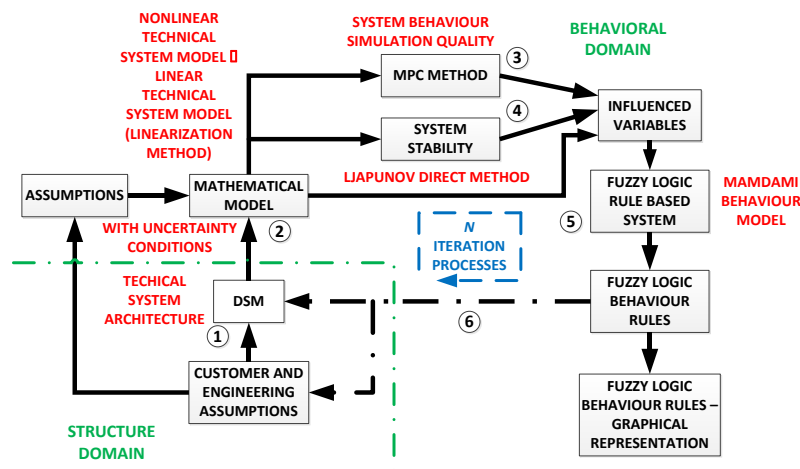 NONLINEAR
TECHNICAL
SYSTEM MODEL 
LINEAR
TECHNICAL
SYSTEM MODEL
(LINEARIZATION
METHOD)
SYSTEM BEHAVIOUR
SIMULATION QUALITY
3
BEHAVIORAL
DOMAIN
MPC METHOD
4
SYSTEM
STABILITY
INFLUENCED
VARIABLES
LJAPUNOV DIRECT METHOD
ASSUMPTIONS
MATHEMATICAL
MODEL
2
WITH UNCERTAINTY
CONDITIONS
FUZZY LOGIC
RULE BASED
SYSTEM
5
MAMDAMI
BEHAVIOUR
MODEL
N
ITERATION
PROCESSES
TECHICAL
SYSTEM
ARCHITECTURE
1
DSM
6
FUZZY LOGIC
BEHAVIOUR
RULES
CUSTOMER AND
ENGINEERING
ASSUMPTIONS
FUZZY LOGIC
BEHAVIOUR RULES –
GRAPHICAL
REPRESENTATION
STRUCTURE
DOMAIN